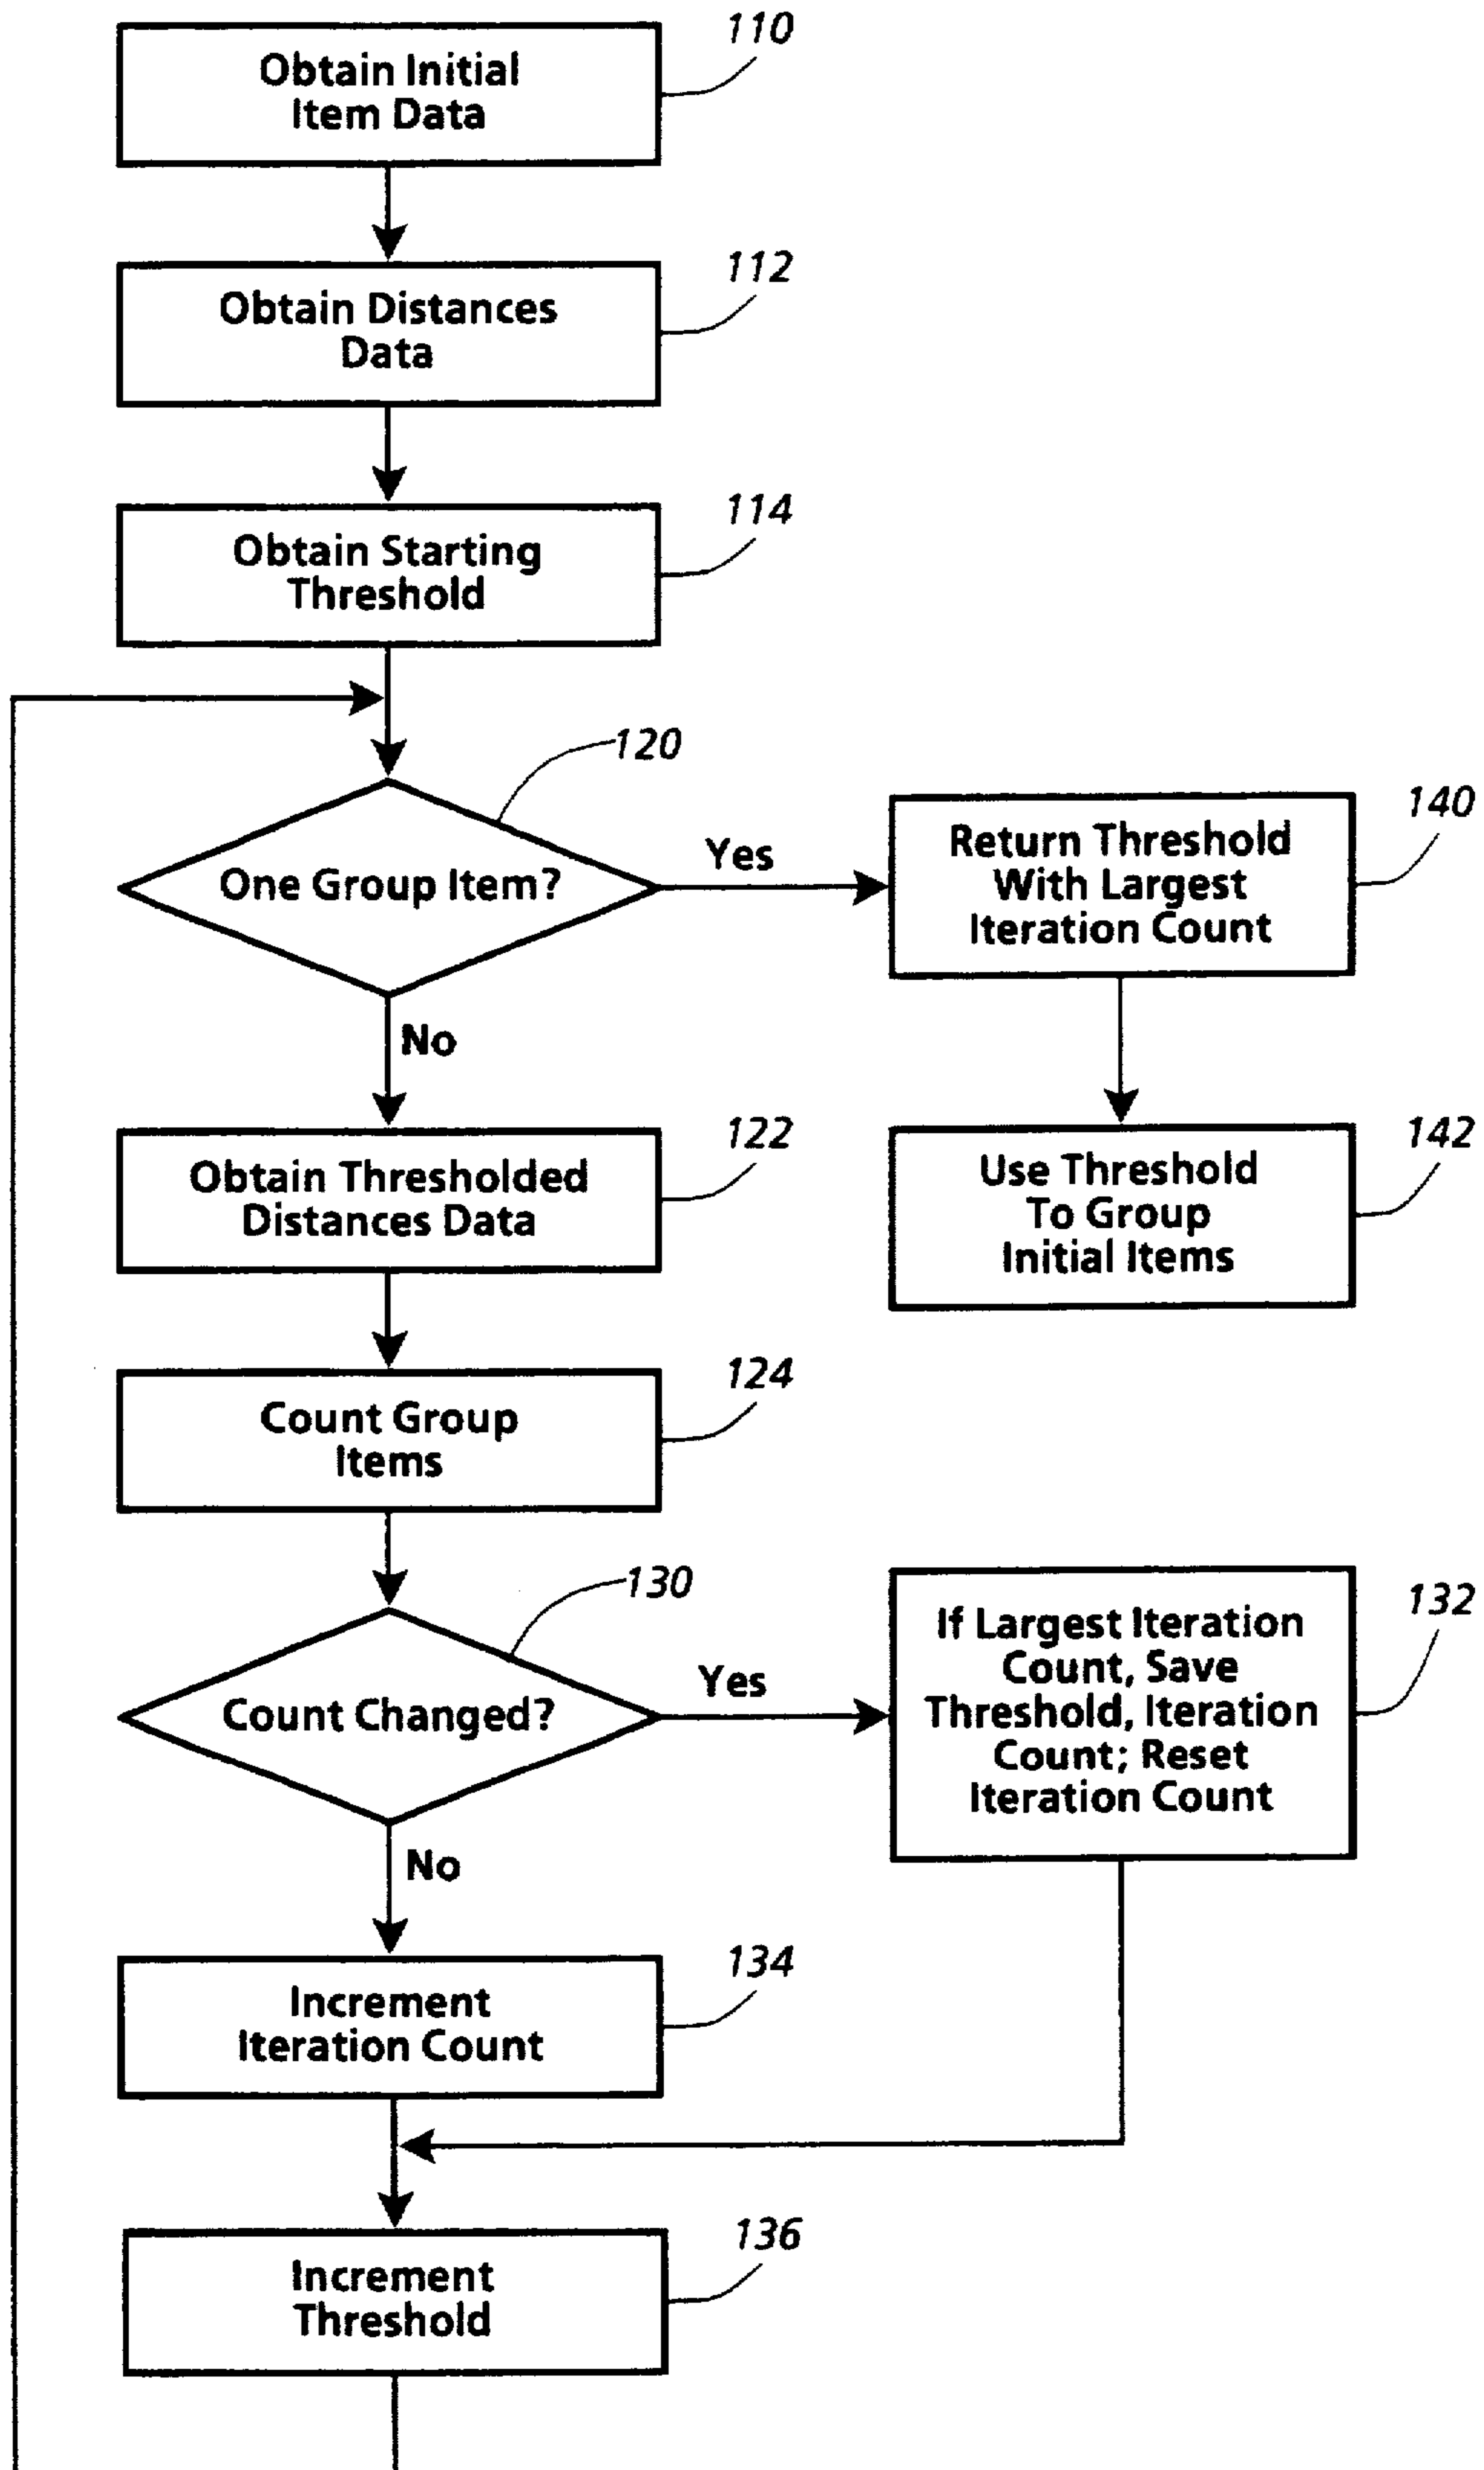 110
Obtain Initial
Item Data
112
Obtain Distances
Data
114
Obtain Starting
Threshold
120
One Group Item?
Yes
140
Return Threshold
With Largest
Iteration Count
No
122
Obtain Thresholded
Distances Data
142
Use Threshold
To Group
Initial Items
124
Count Group
Items
130
Count Changed?
Yes
132
If Largest Iteration
Count, Save
Threshold, Iteration
Count; Reset
Iteration Count
No
134
Increment
Iteration Count
136
Increment
Threshold